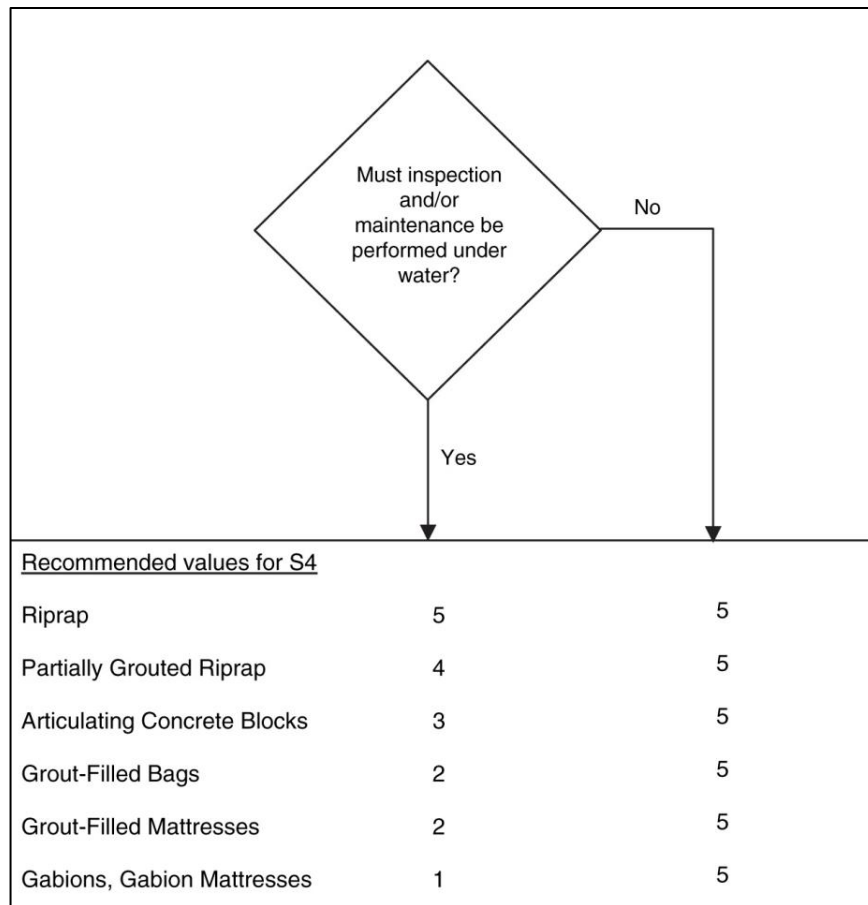 Must inspection
and/or
maintenance be
performed under
water?
No
Yes
Recommended values for S4
Riprap 5 5
Partially Grouted Riprap 4 5
Articulating Concrete Blocks 3 5
Grout-Filled Bags 2 5
Grout-Filled Mattresses 2 5
Gabions, Gabion Mattresses 1 5